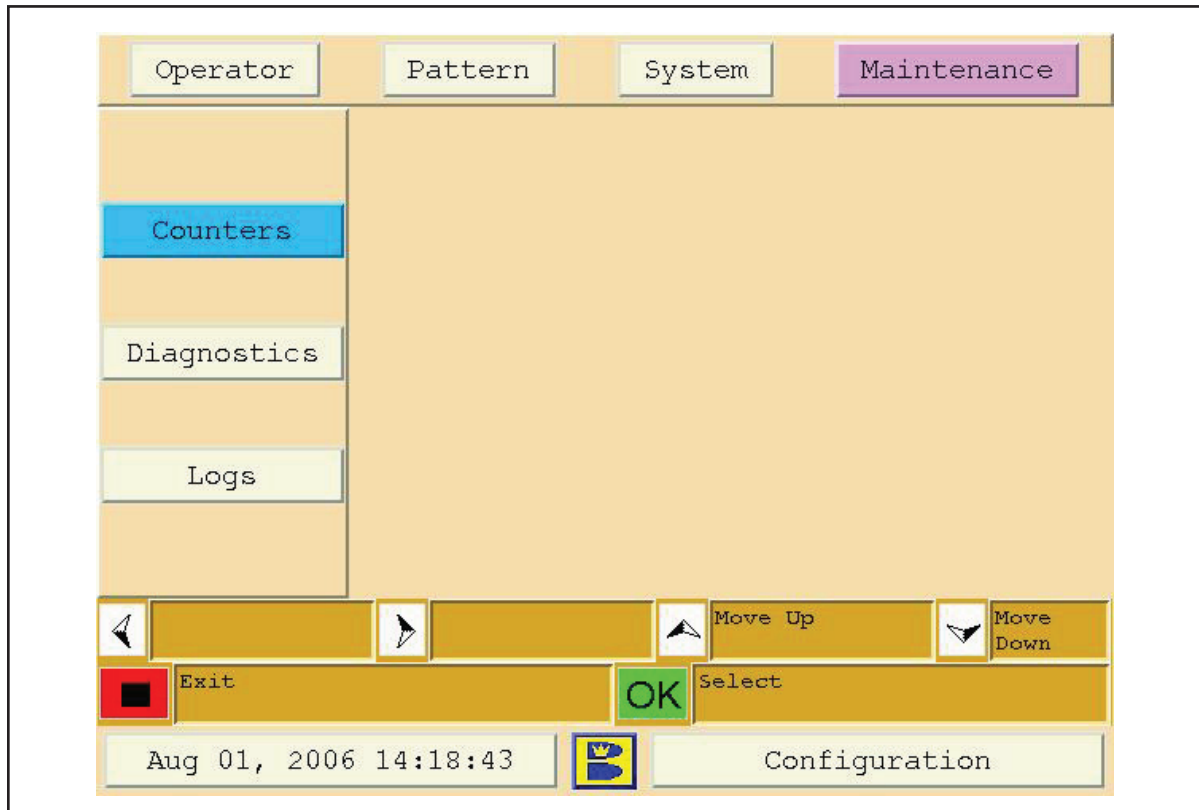 Operator Pattern System Maintenance
Counters
Diagnostics
Logs
Move Up
Move
Down
Exit
OK Select
Aug 01, 2006 14:18:43 Configuration